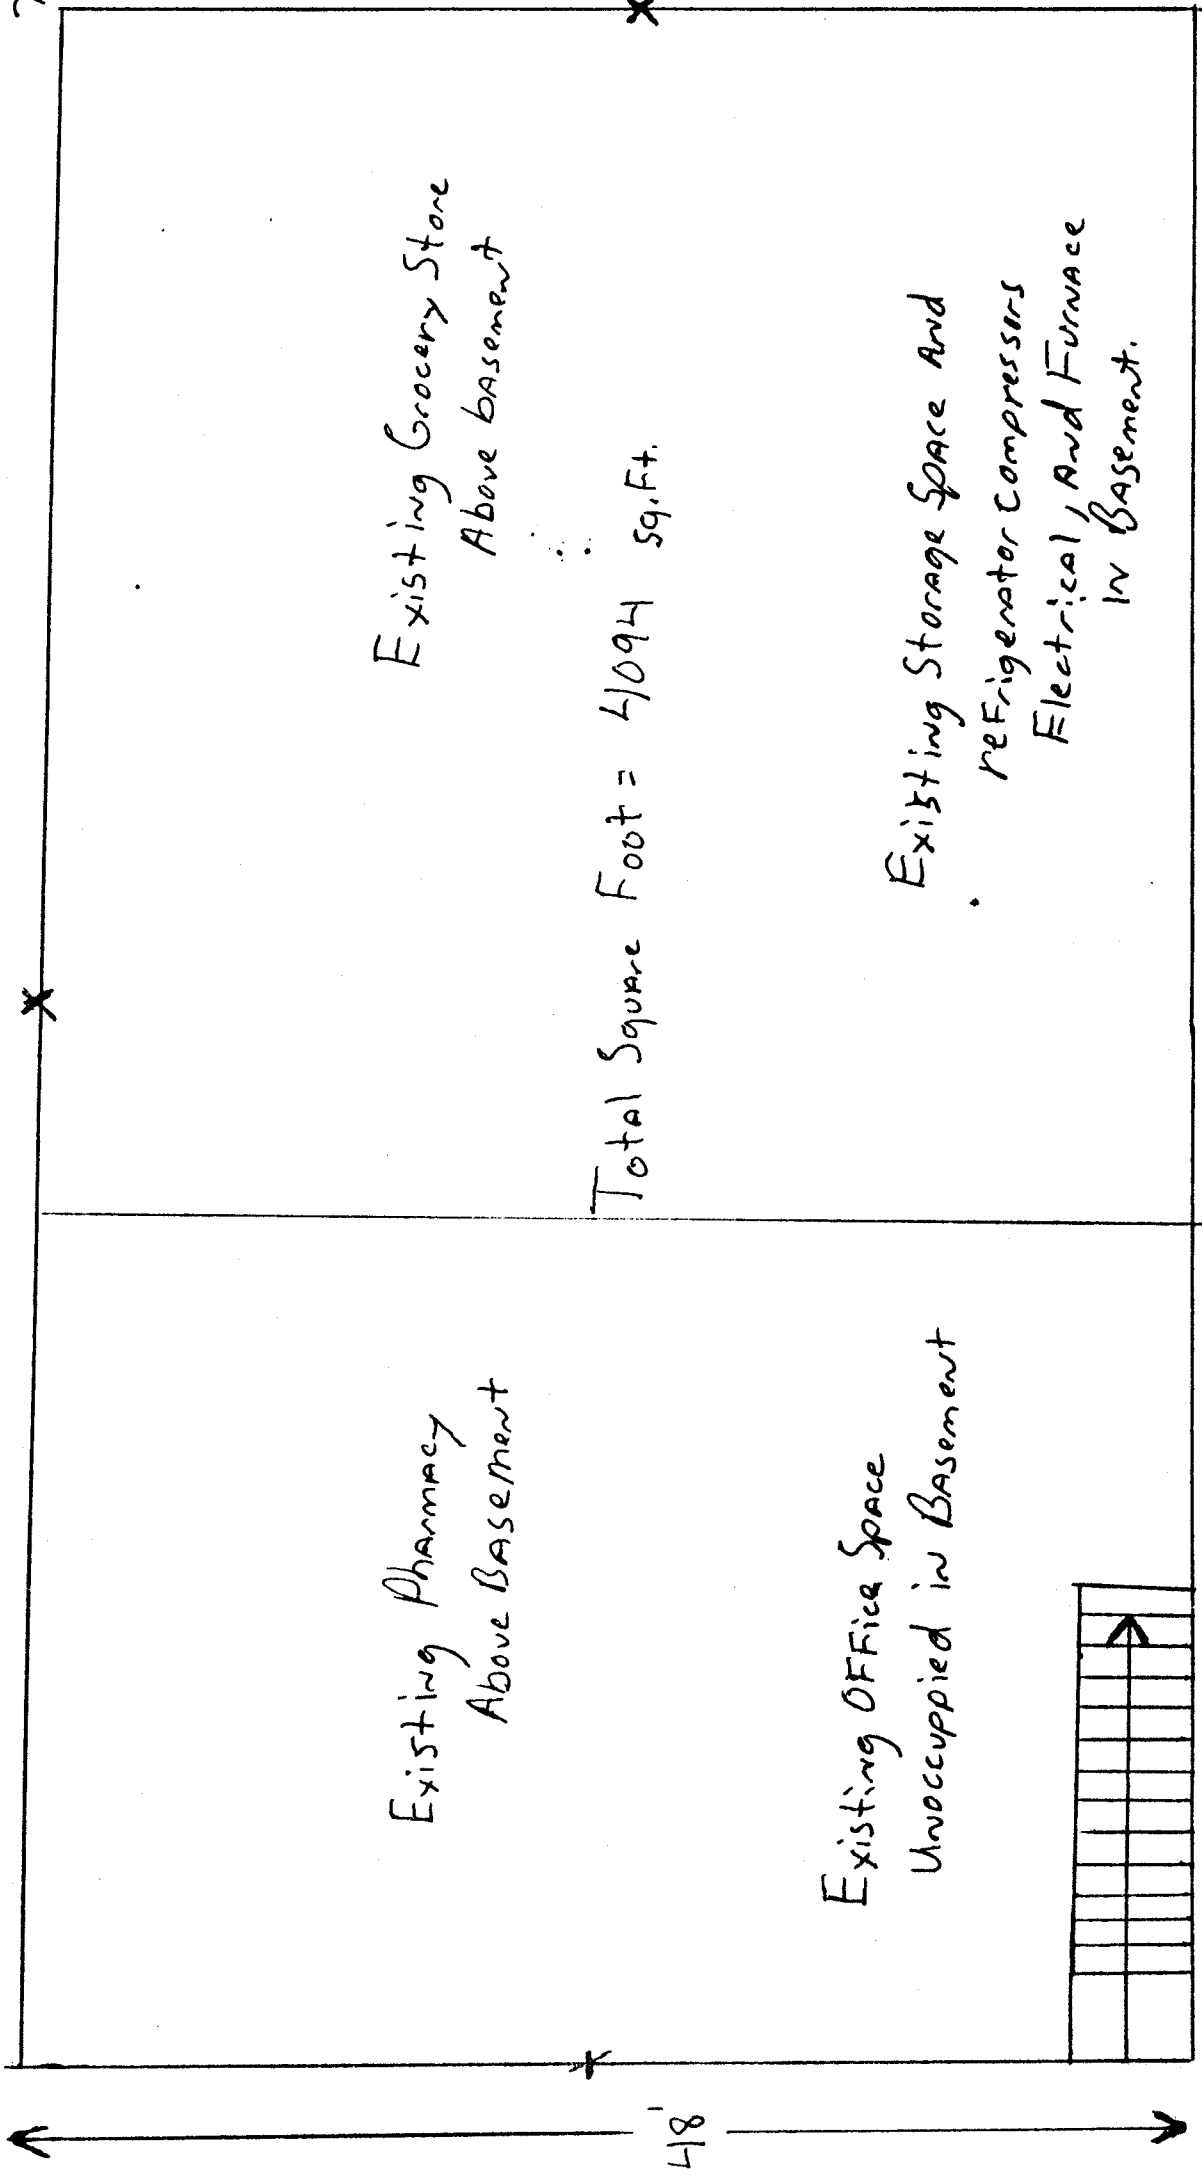 Existing Pharmacy
Above Basement
Existing Grocery Store
Above basement
Total Square Foot = 4094 sq.Ft.
48'
Existing Office Space
Unoccuppied in Basement
Existing Storage Space And
reFrigerator compressors
Electrical, And Furnace
in Basement.